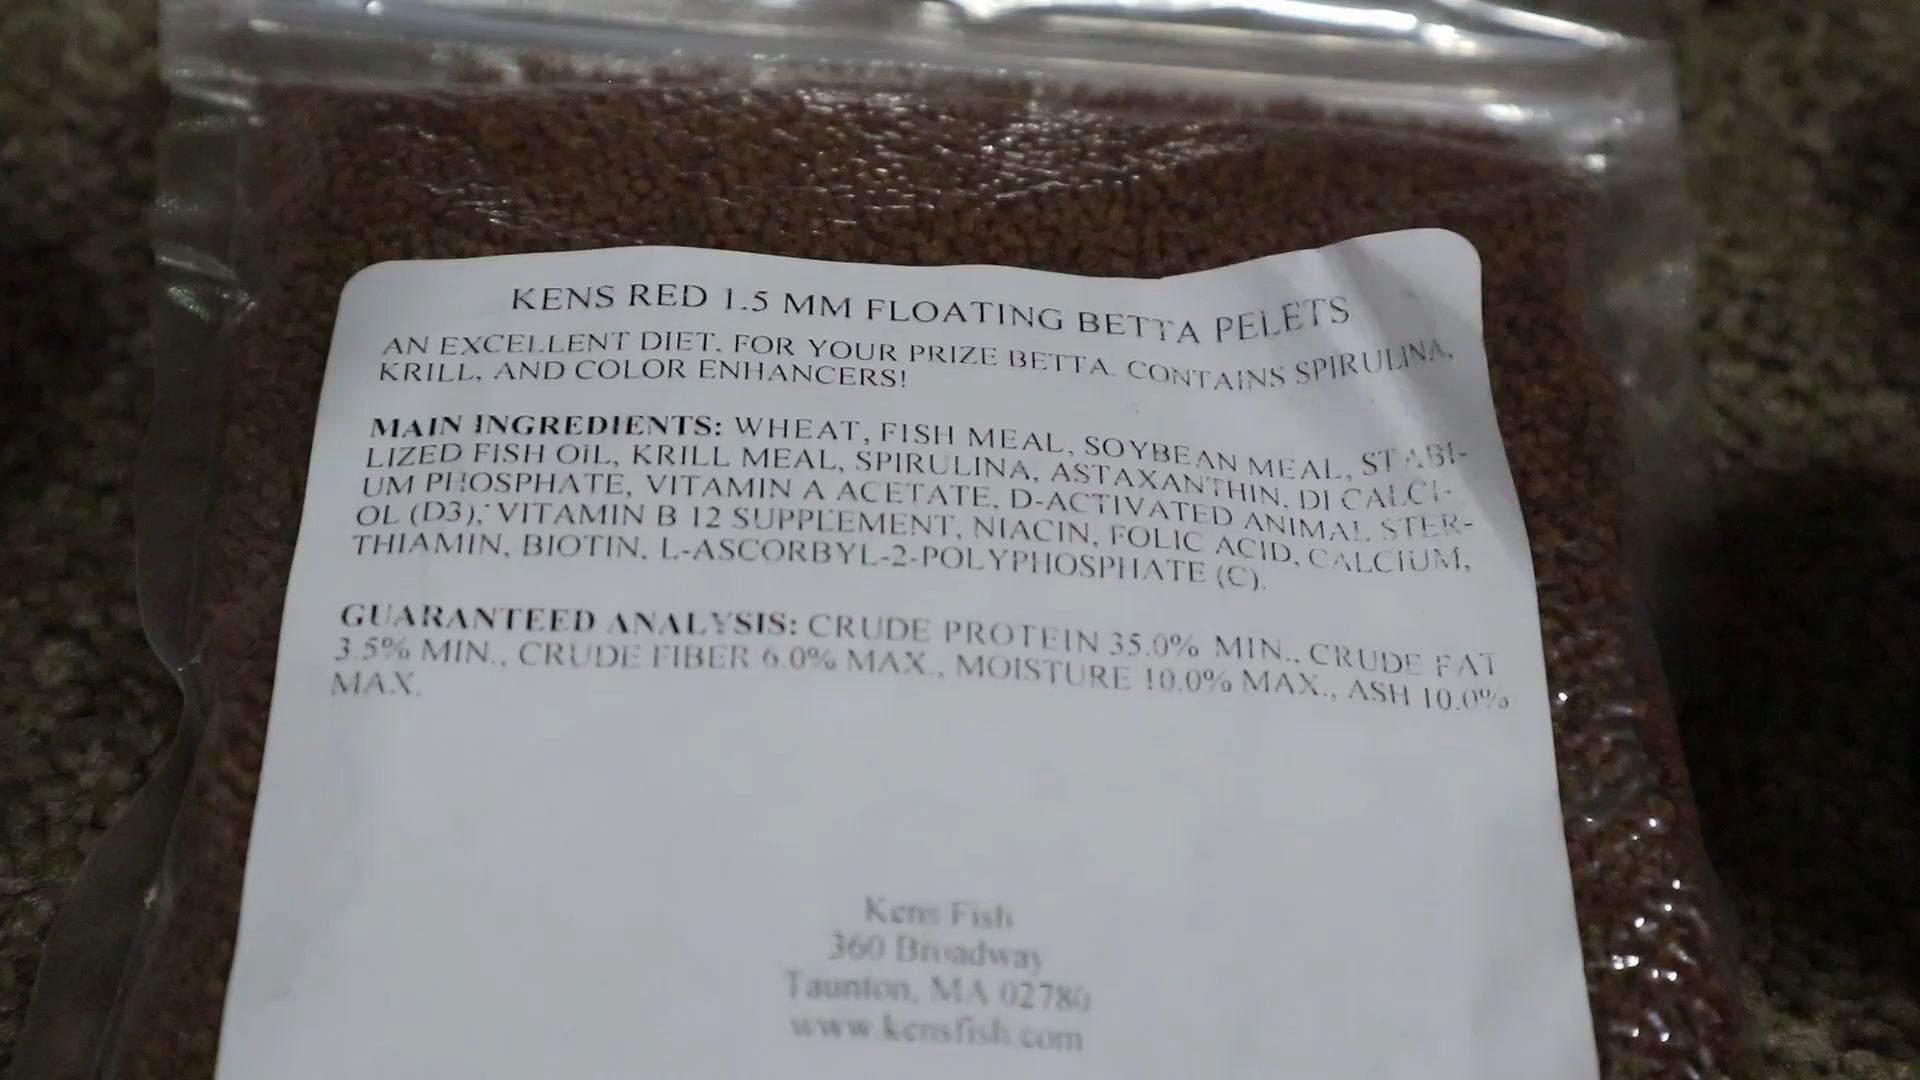 KENS RED 1.5 MM FLOATING BETTA PELETS
AN EXCELLENT DIET. FOR YOUR PRIZE BETTA. CONTAINS SPIRULINA,
KRILL, AND COLOR ENHANCERS!
MAIN INGREDIENTS: WHEAT, FISH MEAL, SOYBEAN MEAL, STABI-
LIZED FISH OIL, KRILL MEAL, SPIRULINA, ASTAXANTHIN, DI CALCI-
UM PHOSPHATE, VITAMIN A ACETATE, D-ACTIVATED ANIMAL STER-
OL (D3), VITAMIN B 12 SUPPLEMENT, NIACIN, FOLIC ACID, CALCIUM,
THIAMIN, BIOTIN, L-ASCORBYL-2-POLYPHOSPHATE (C).
GUARANTEED ANALYSIS: CRUDE PROTEIN 35.0% MIN., CRUDE FAT
3.5% MIN., CRUDE FIBER 6.0% MAX., MOISTURE 10.0% MAX., ASH 10.0%
MAX.
Kens Fish
360 Broadway
Taunton, MA 02780
www.kensfish.com